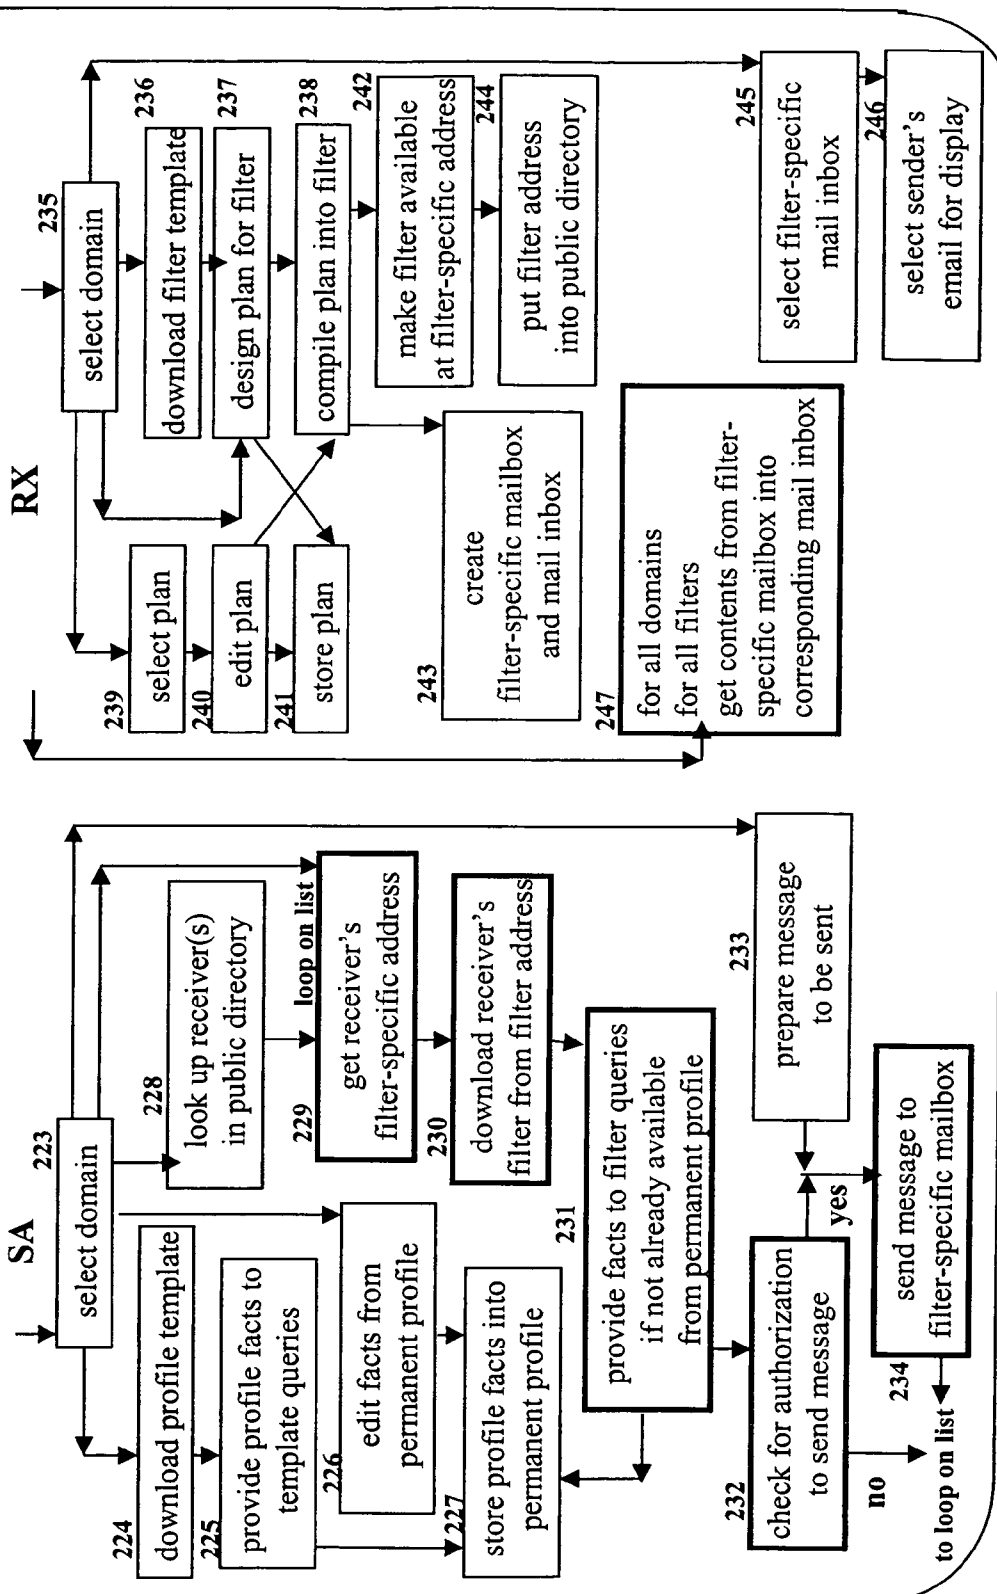 SA
223
select domain
224
download profile template
225
provide profile facts to
template queries
226
edit facts from
permanent profile
227
store profile facts into
permanent profile
228
look up receiver(s)
in public directory
loop on list
229
get receiver's
filter-specific address
230
download receiver's
filter from filter address
231
provide facts to filter queries
if not already available
from permanent profile
232
check for authorization
to send message
no
yes
233
prepare message
to be sent
234
send message to
filter-specific mailbox
to loop on list
RX
235
select domain
236
download filter template
237
design plan for filter
238
compile plan into filter
239
select plan
240
edit plan
241
store plan
242
make filter available
at filter-specific address
243
create
filter-specific mailbox
and mail inbox
244
put filter address
into public directory
245
select filter-specific
mail inbox
246
select sender's
email for display
247
for all domains
for all filters
get contents from filter-
specific mailbox into
corresponding mail inbox